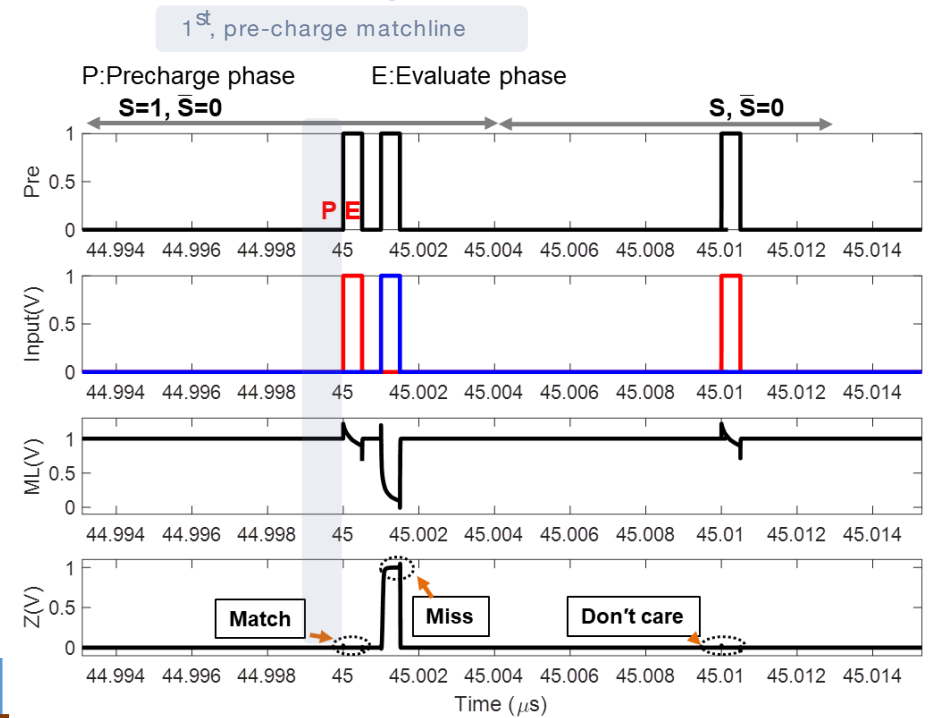 1st, pre-charge matchline
P:Precharge phase E:Evaluate phase
S=1, S̅=0 S, S̅=0
Pre
1
0.5
0
P E
44.994 44.996 44.998 45 45.002 45.004 45.006 45.008 45.01 45.012 45.014
Input(V)
1
0.5
0
44.994 44.996 44.998 45 45.002 45.004 45.006 45.008 45.01 45.012 45.014
ML(V)
1
0.5
0
44.994 44.996 44.998 45 45.002 45.004 45.006 45.008 45.01 45.012 45.014
Z(V)
1
0.5
0
Match Miss Don't care
44.994 44.996 44.998 45 45.002 45.004 45.006 45.008 45.01 45.012 45.014
Time (μs)